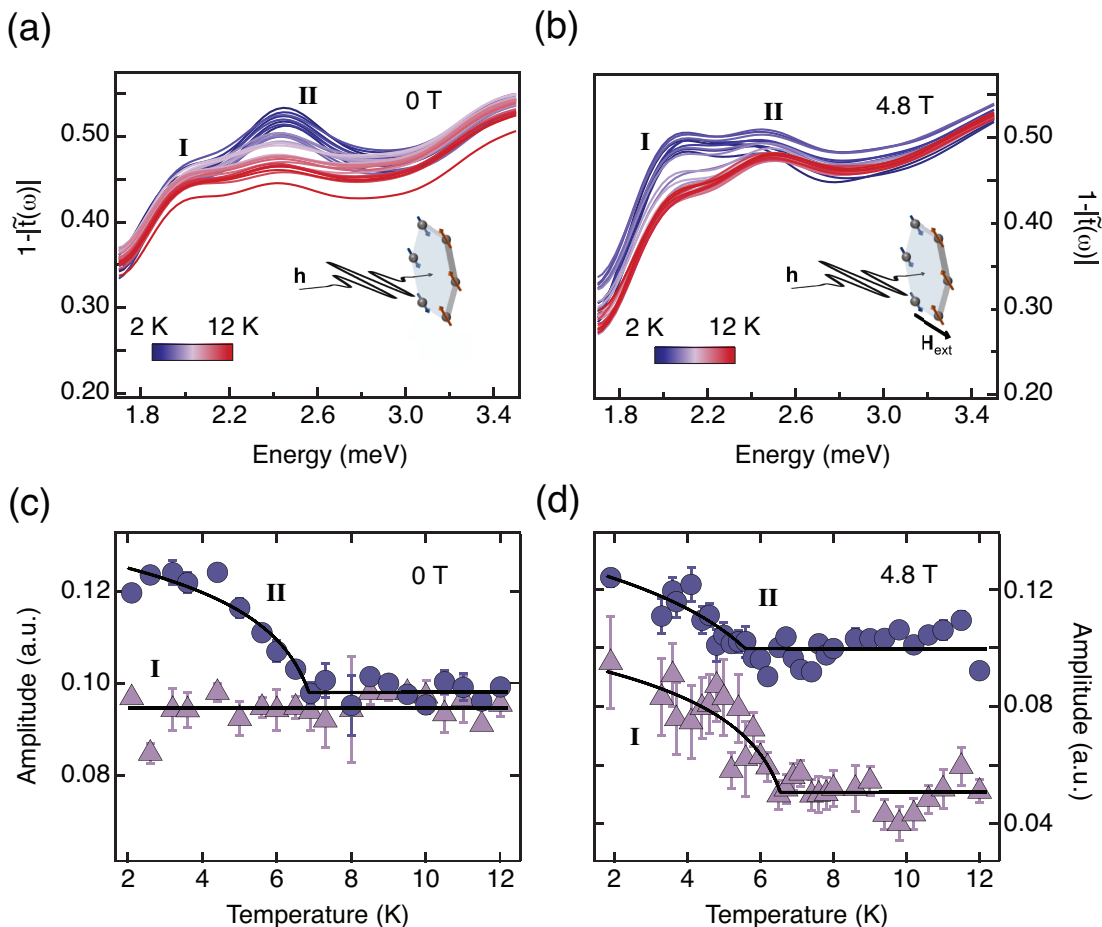 (a)
(b)
I
II
0 T
I
II
4.8 T
0.50
0.40
0.30
0.20
1-|t̃(ω)|
h
2 K
12 K
1.8
2.2
2.6
3.0
3.4
Energy (meV)
0.50
0.40
0.30
0.20
1-|t̃(ω)|
h
H_ext
2 K
12 K
1.8
2.2
2.6
3.0
3.4
Energy (meV)
(c)
(d)
0 T
II
I
0.12
0.10
0.08
Amplitude (a.u.)
2
4
6
8
10
12
Temperature (K)
4.8 T
II
I
0.12
0.08
0.04
Amplitude (a.u.)
2
4
6
8
10
12
Temperature (K)